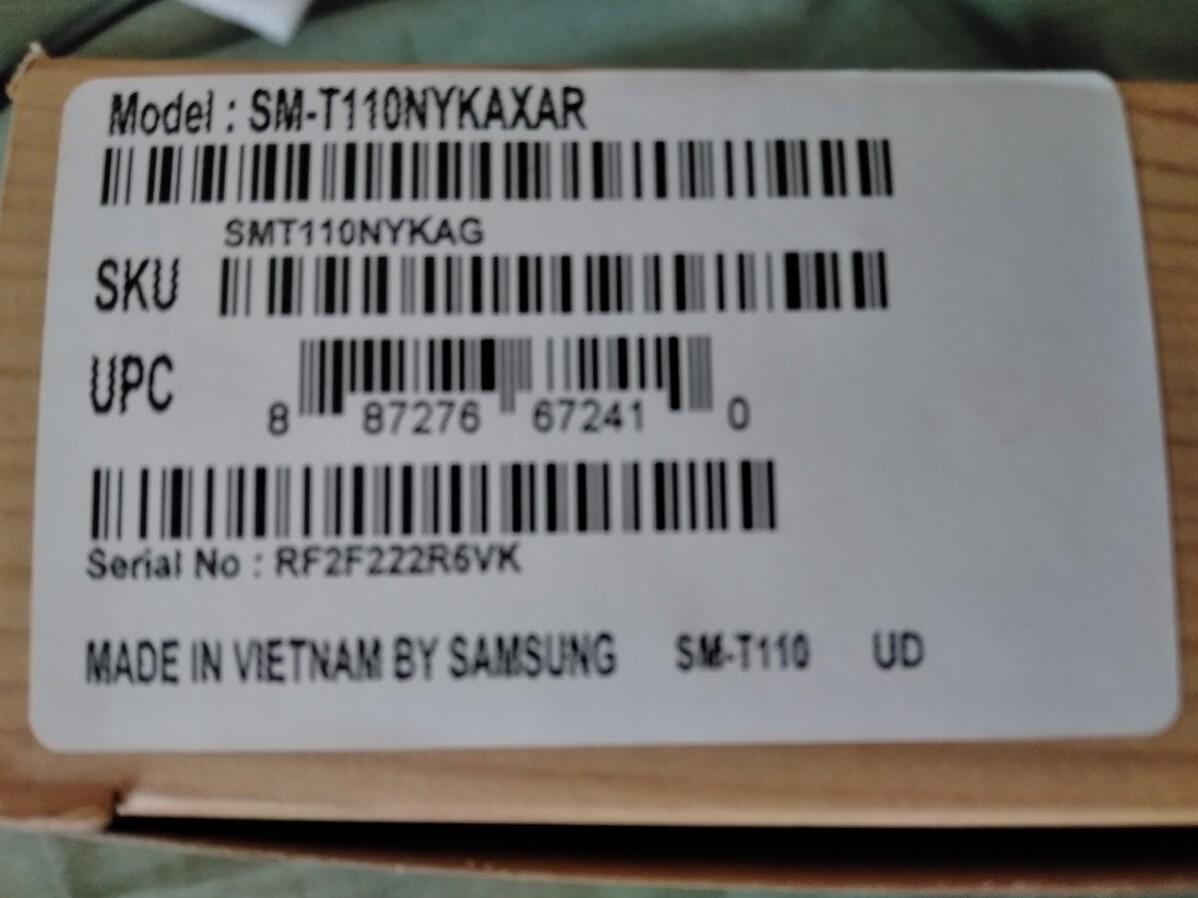 Model : SM-T110NYKAXAR
SMT110NYKAG
SKU
UPC
8 87276 67241 0
Serial No : RF2F222R6VK
MADE IN VIETNAM BY SAMSUNG SM-T110 UD